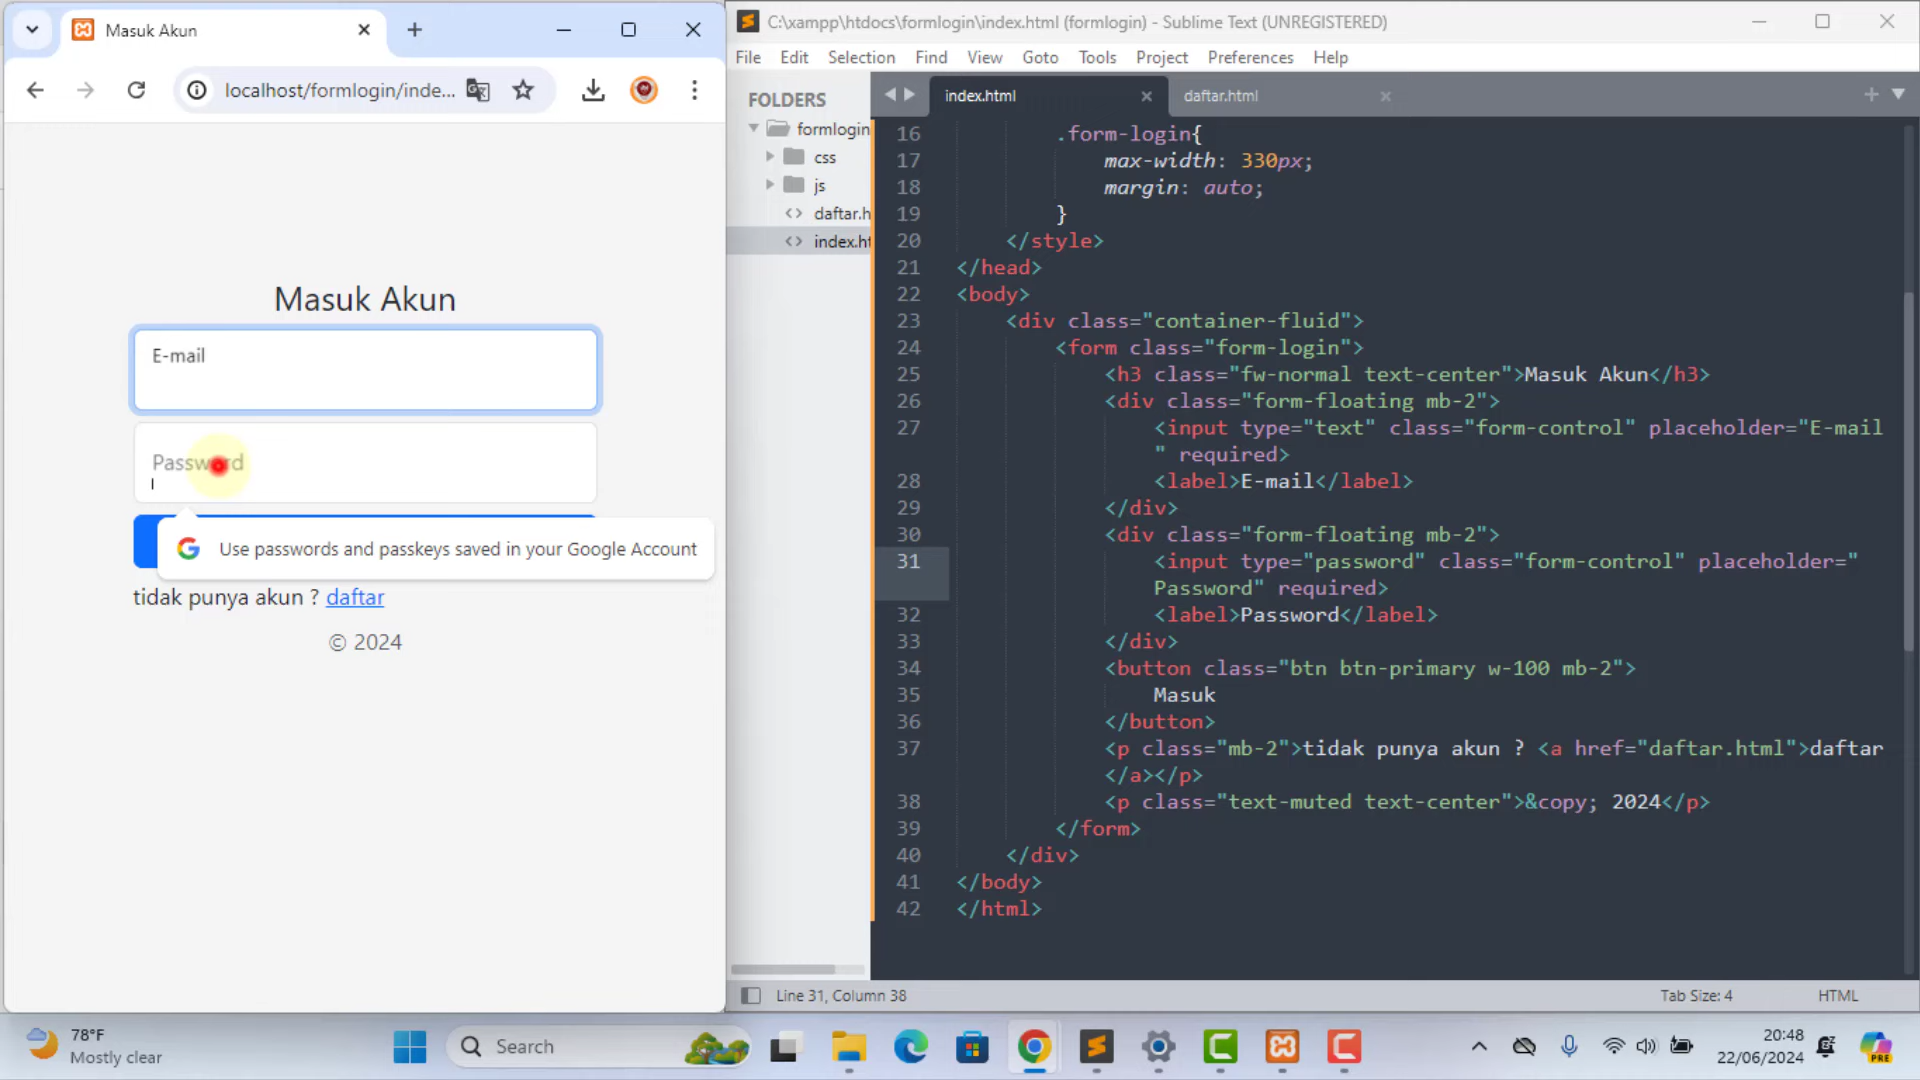 Masuk Akun
localhost/formlogin/inde...
Masuk Akun
E-mail
Password
Use passwords and passkeys saved in your Google Account
tidak punya akun ? daftar
© 2024
C:\xampp\htdocs\formlogin\index.html (formlogin) - Sublime Text (UNREGISTERED)
File Edit Selection Find View Goto Tools Project Preferences Help
FOLDERS
formlogin
css
js
daftar.h
index.ht
index.html
daftar.html
16 .form-login{
17 max-width: 330px;
18 margin: auto;
19 }
20 </style>
21 </head>
22 <body>
23 <div class="container-fluid">
24 <form class="form-login">
25 <h3 class="fw-normal text-center">Masuk Akun</h3>
26 <div class="form-floating mb-2">
27 <input type="text" class="form-control" placeholder="E-mail
" required>
28 <label>E-mail</label>
29 </div>
30 <div class="form-floating mb-2">
31 <input type="password" class="form-control" placeholder="
Password" required>
32 <label>Password</label>
33 </div>
34 <button class="btn btn-primary w-100 mb-2">
35 Masuk
36 </button>
37 <p class="mb-2">tidak punya akun ? <a href="daftar.html">daftar
</a></p>
38 <p class="text-muted text-center">&copy; 2024</p>
39 </form>
40 </div>
41 </body>
42 </html>
Line 31, Column 38
Tab Size: 4
HTML
78°F
Mostly clear
Search
20:48
22/06/2024
PRE